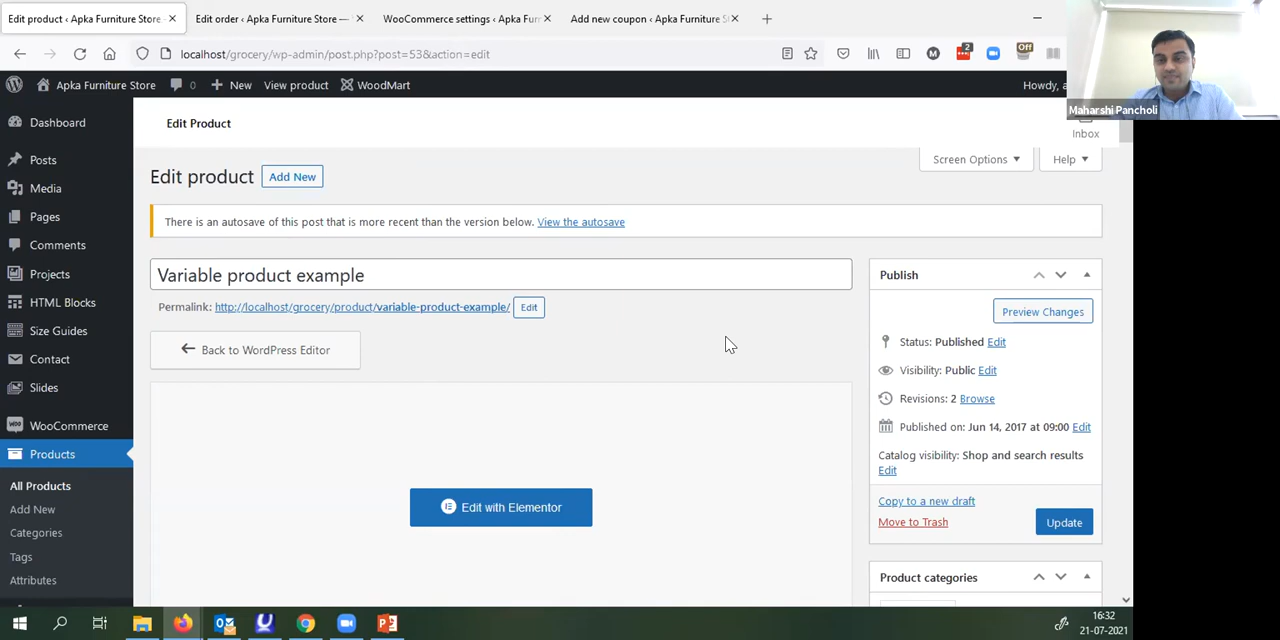 Edit product ‹ Apka Furniture St
Edit order ‹ Apka Furniture Store —
WooCommerce settings ‹ Apka Fur
Add new coupon ‹ Apka Furniture S
localhost/grocery/wp-admin/post.php?post=53&action=edit
2
Off
M
Apka Furniture Store
0
New
View product
WoodMart
Howdy, a
Maharshi Pancholi
Inbox
Dashboard
Posts
Media
Pages
Comments
Projects
HTML Blocks
Size Guides
Contact
Slides
WooCommerce
Products
All Products
Add New
Categories
Tags
Attributes
Edit Product
Screen Options
Help
Edit product
Add New
There is an autosave of this post that is more recent than the version below. View the autosave
Variable product example
Permalink: http://localhost/grocery/product/variable-product-example/ Edit
Back to WordPress Editor
Edit with Elementor
Publish
Preview Changes
Status: Published Edit
Visibility: Public Edit
Revisions: 2 Browse
Published on: Jun 14, 2017 at 09:00 Edit
Catalog visibility: Shop and search results
Edit
Copy to a new draft
Move to Trash
Update
Product categories
16:32
21-07-2021